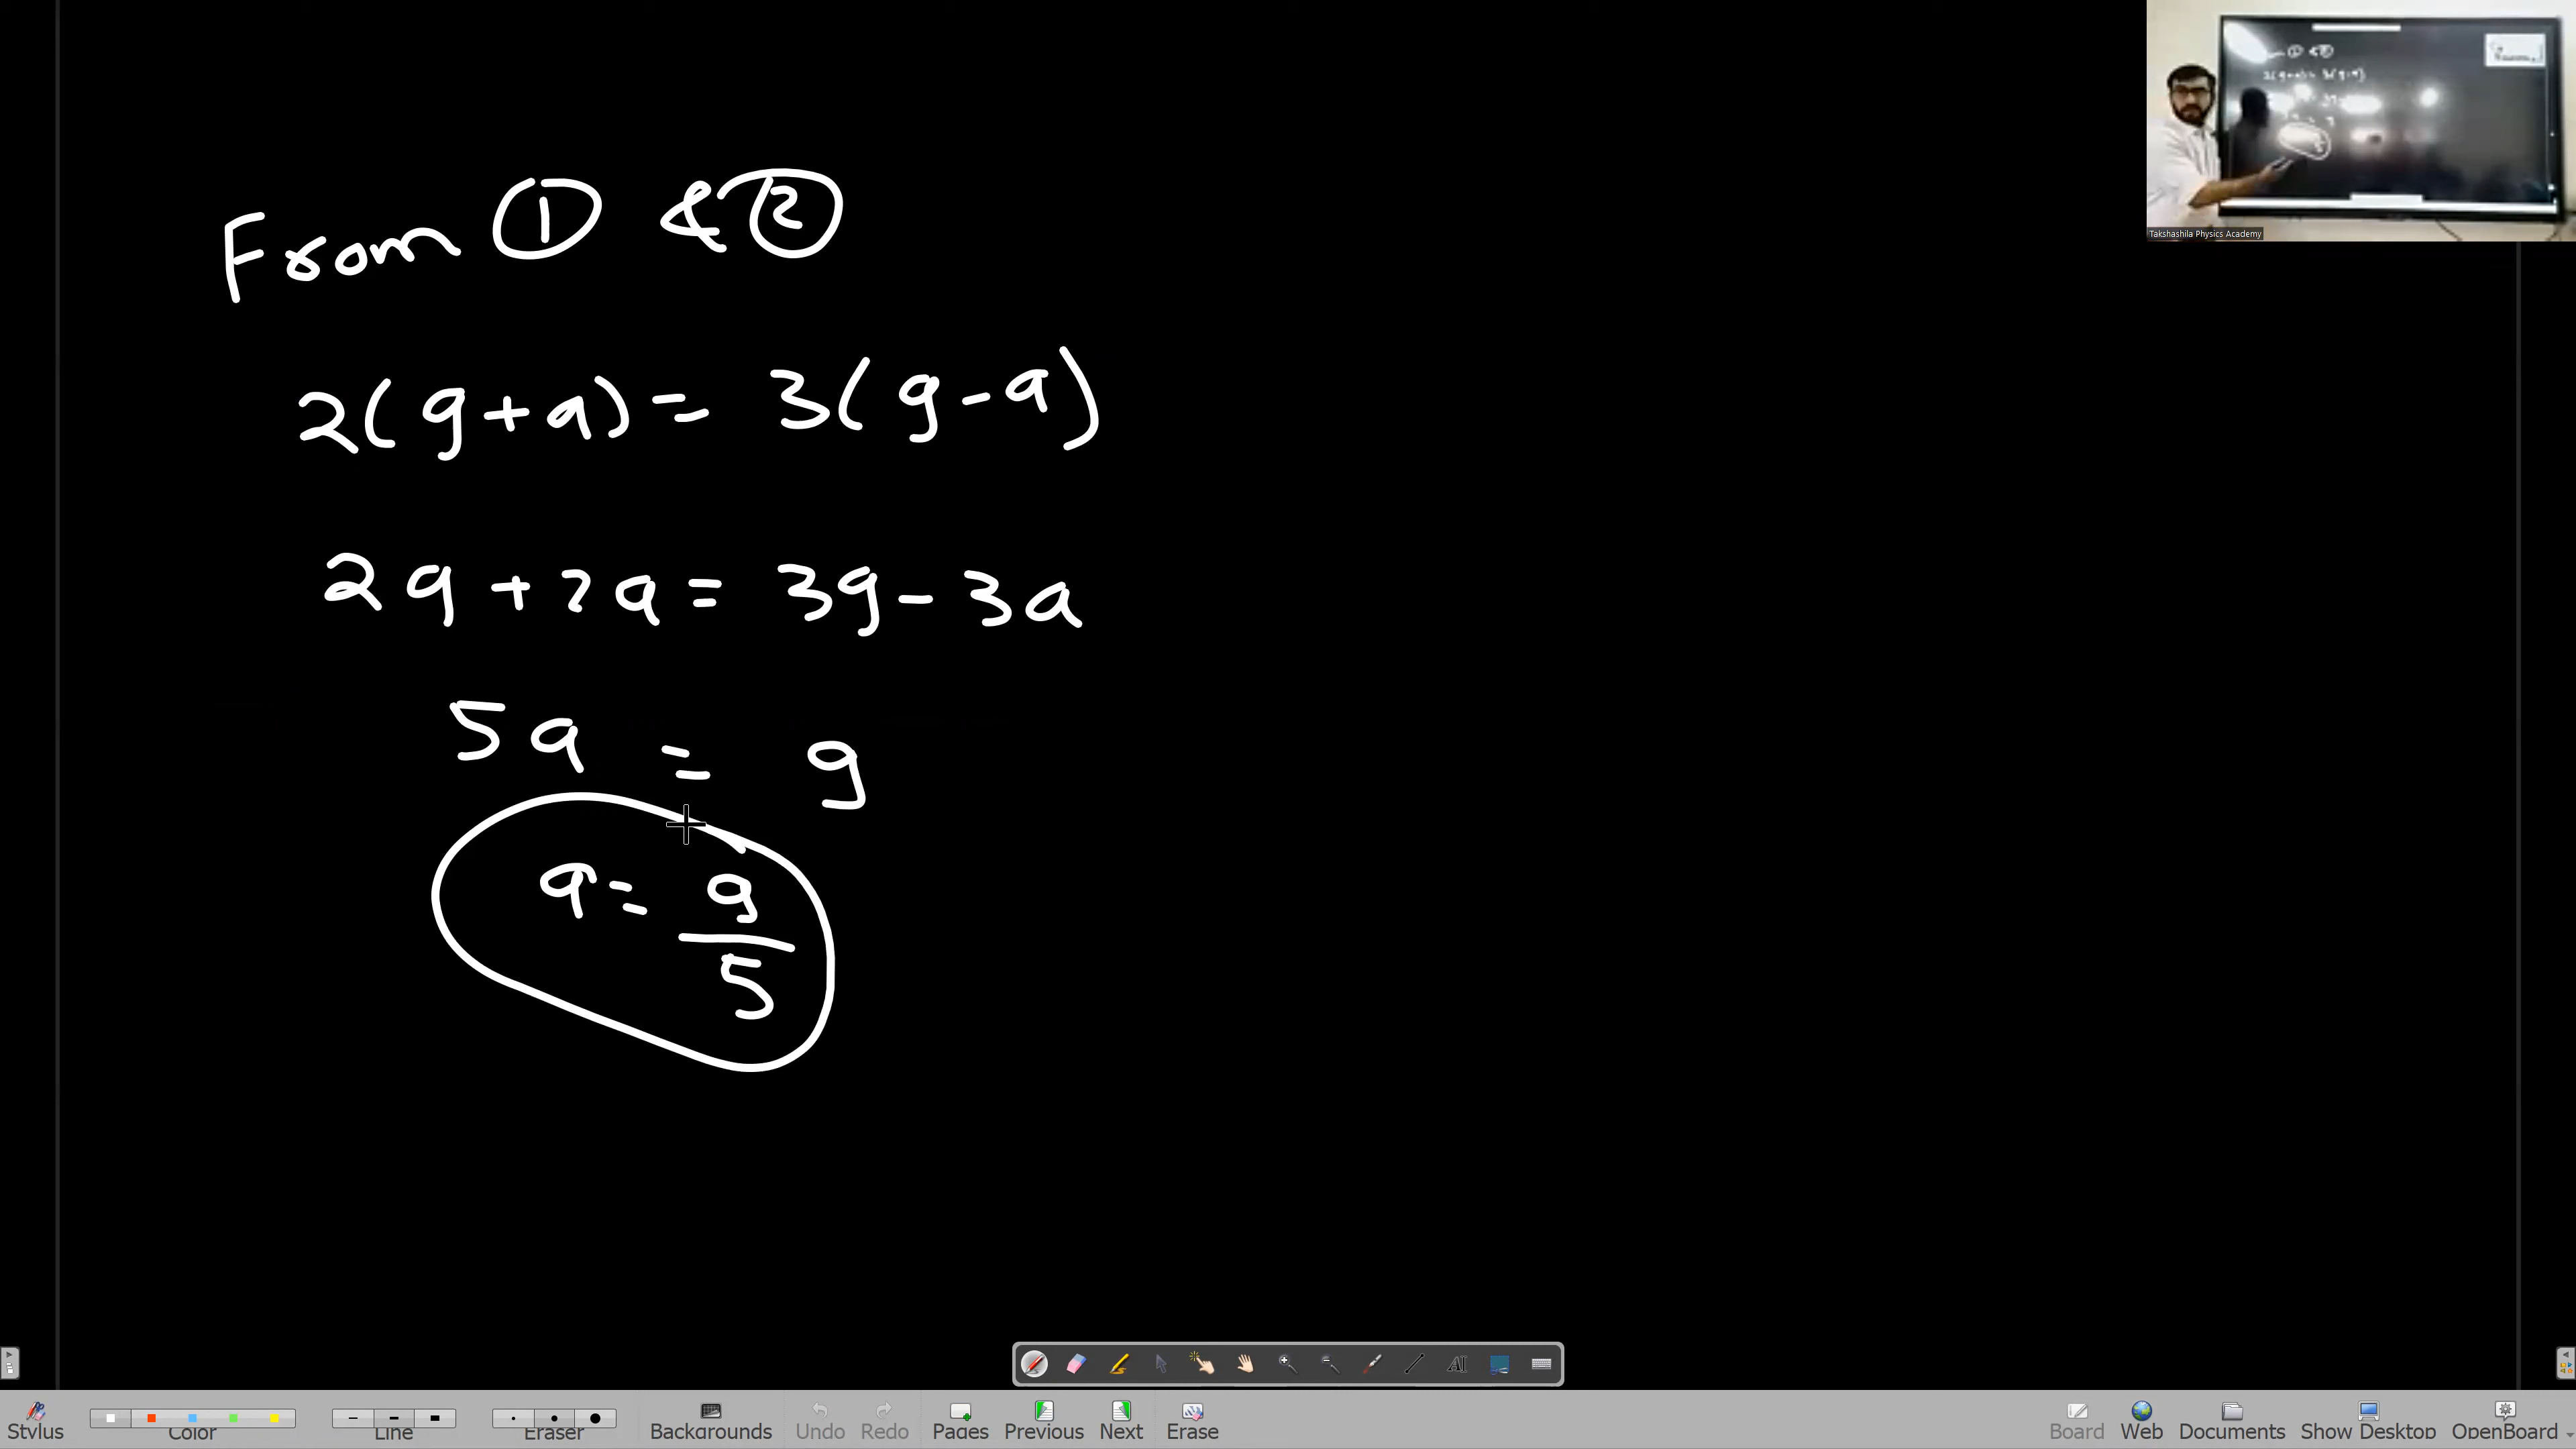 From ① & ②
2(g+a) = 3(g-a)
2g + 2a = 3g - 3a
5a = g
a = g/5
Takshashila Physics Academy
Stylus
Color
Line
Eraser
Backgrounds
Undo
Redo
Pages
Previous
Next
Erase
Board
Web
Documents
Show Desktop
OpenBoard